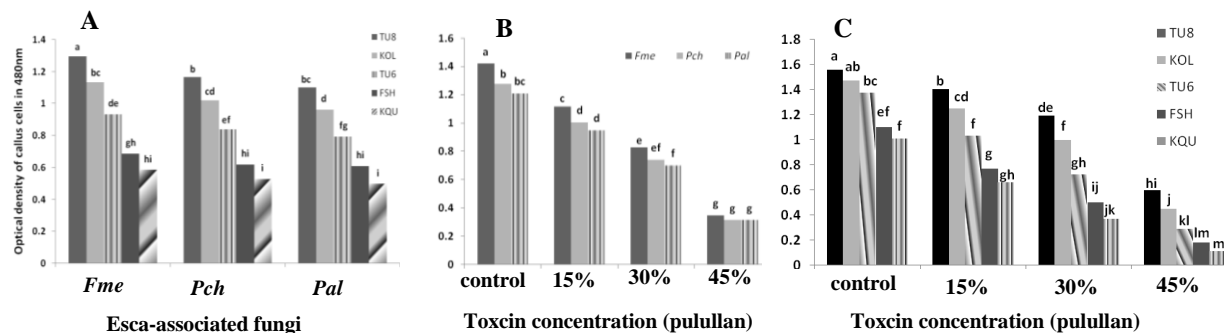 A
Optical density of callus cells in 480nm
1.4
1.2
1
0.8
0.6
0.4
0.2
0
a
bc
de
gh
hi
b
cd
ef
hi
i
bc
d
fg
hi
i
TU8
KOL
TU6
FSH
KQU
Fme
Pch
Pal
Esca-associated fungi
B
1.6
1.4
1.2
1
0.8
0.6
0.4
0.2
0
Fme
Pch
Pal
a
b
bc
c
d
d
e
ef
f
g
g
g
control
15%
30%
45%
Toxcin concentration (pulullan)
C
1.8
1.6
1.4
1.2
1
0.8
0.6
0.4
0.2
0
a
ab
bc
ef
f
b
cd
d
g
gh
de
f
gh
ij
jk
hi
j
kl
lm
m
TU8
KOL
TU6
FSH
KQU
control
15%
30%
45%
Toxcin concentration (pulullan)